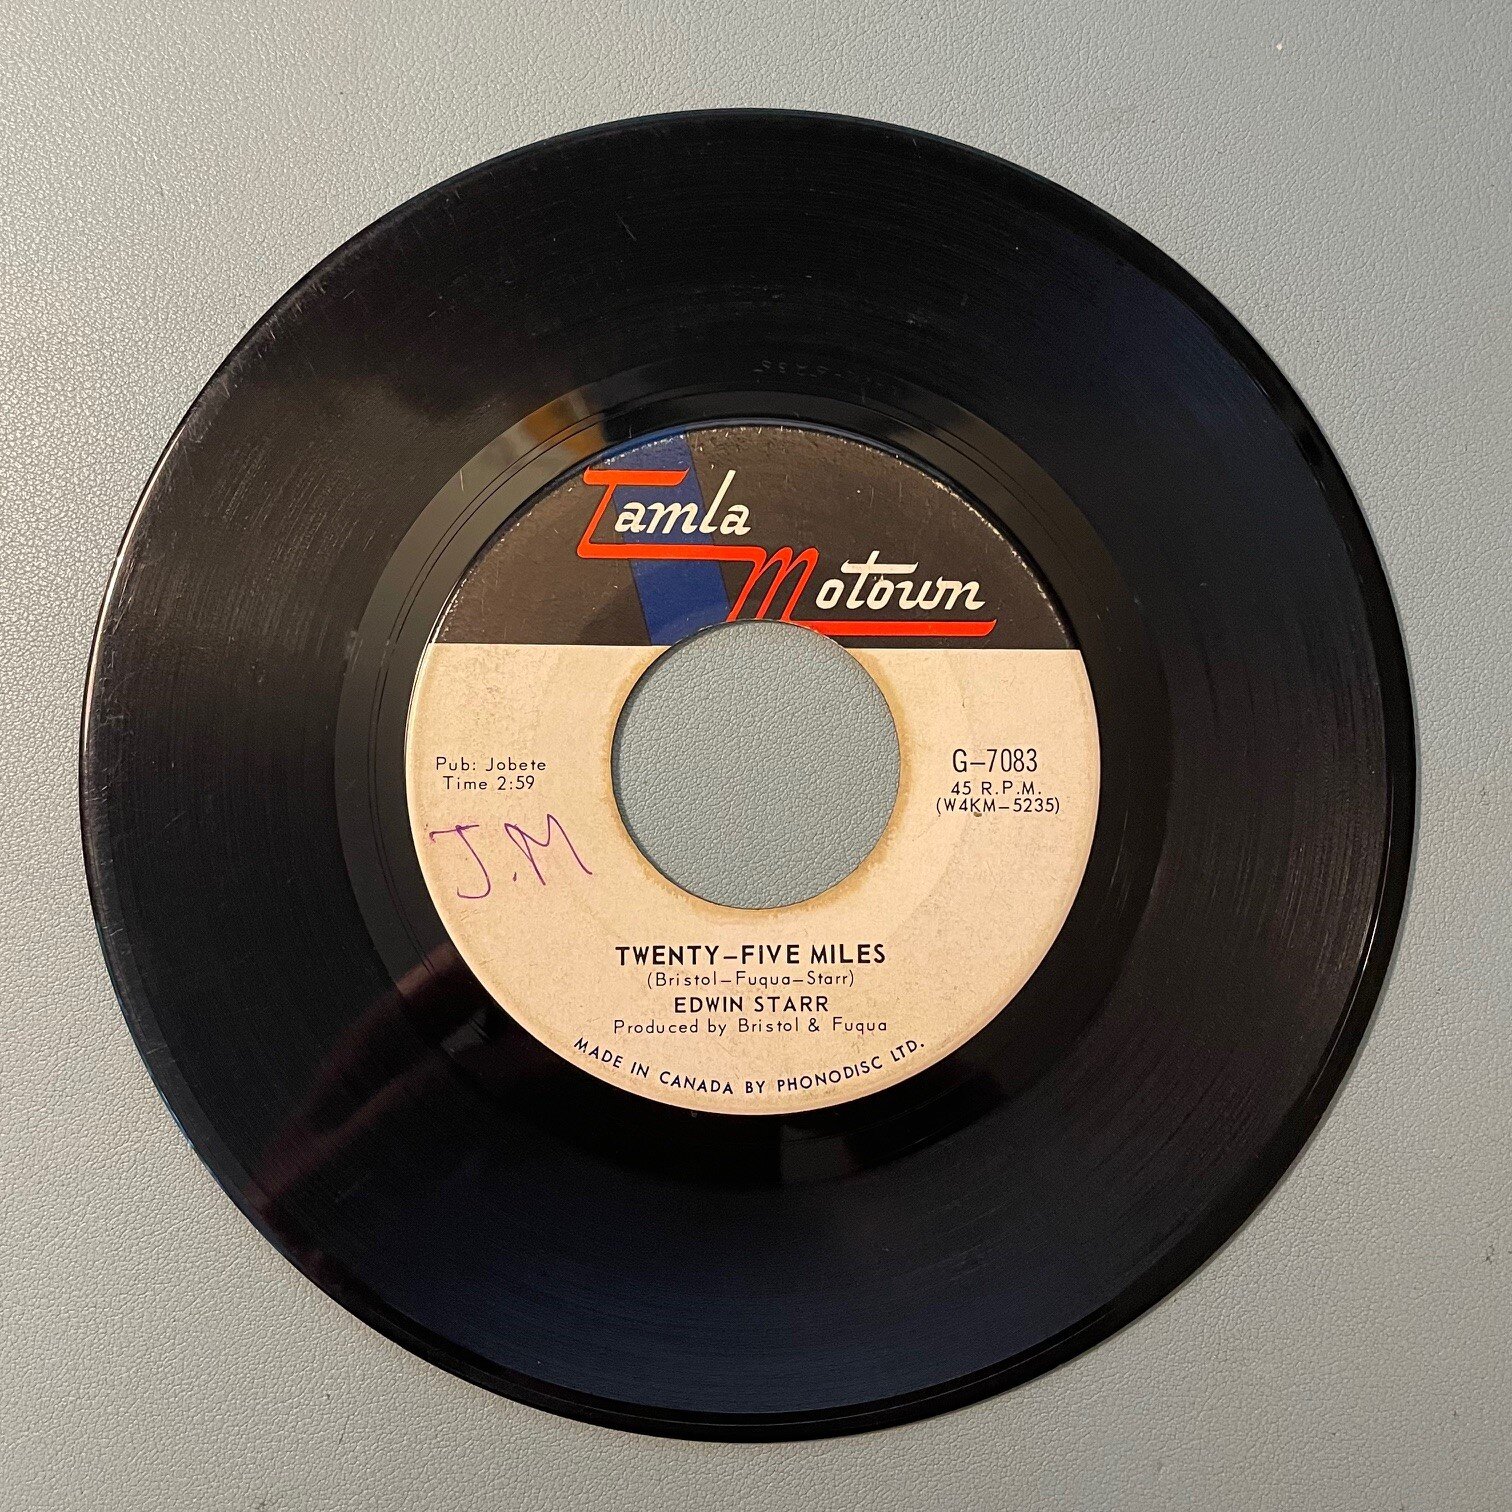 Tamla
Motown
Pub: Jobete
Time 2:59
G-7083
45 R.P.M.
(W4KM-5235)
J.M
TWENTY-FIVE MILES
(Bristol-Fuqua-Starr)
EDWIN STARR
Produced by Bristol & Fuqua
MADE IN CANADA BY PHONODISC LTD.